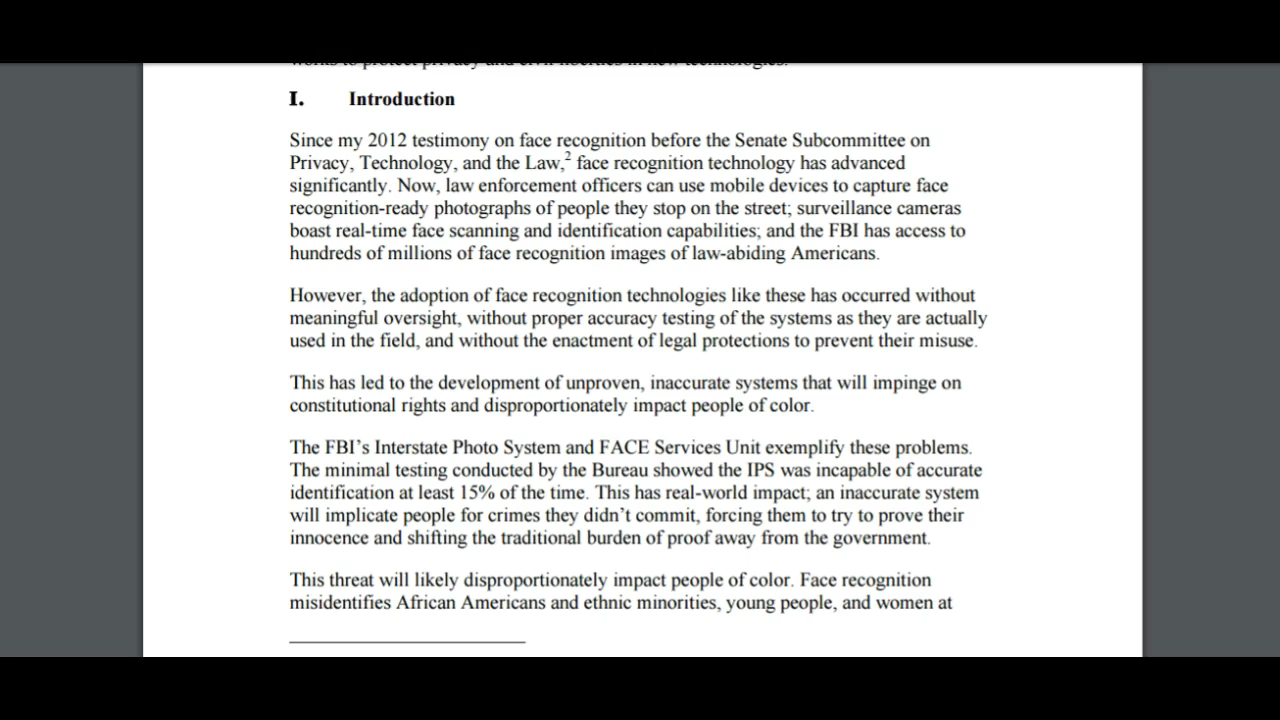 works to protect privacy and civil liberties in new technologies.
I. Introduction
Since my 2012 testimony on face recognition before the Senate Subcommittee on
Privacy, Technology, and the Law,2 face recognition technology has advanced
significantly. Now, law enforcement officers can use mobile devices to capture face
recognition-ready photographs of people they stop on the street; surveillance cameras
boast real-time face scanning and identification capabilities; and the FBI has access to
hundreds of millions of face recognition images of law-abiding Americans.
However, the adoption of face recognition technologies like these has occurred without
meaningful oversight, without proper accuracy testing of the systems as they are actually
used in the field, and without the enactment of legal protections to prevent their misuse.
This has led to the development of unproven, inaccurate systems that will impinge on
constitutional rights and disproportionately impact people of color.
The FBI’s Interstate Photo System and FACE Services Unit exemplify these problems.
The minimal testing conducted by the Bureau showed the IPS was incapable of accurate
identification at least 15% of the time. This has real-world impact; an inaccurate system
will implicate people for crimes they didn’t commit, forcing them to try to prove their
innocence and shifting the traditional burden of proof away from the government.
This threat will likely disproportionately impact people of color. Face recognition
misidentifies African Americans and ethnic minorities, young people, and women at